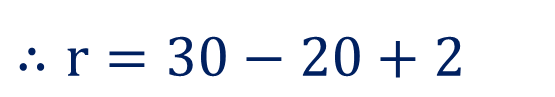 ∴ r = 30 − 20 + 2